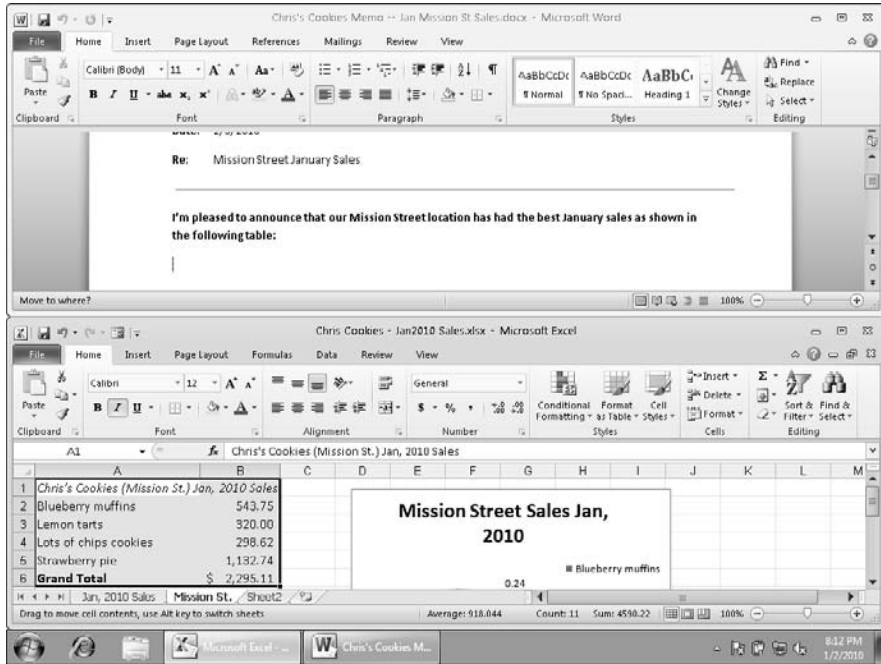 Chris's Cookies Memo -- Jan Mission St Sales.docx - Microsoft Word
File Home Insert Page Layout References Mailings Review View
Calibri (Body) 11 Aa
AaBbCcDc AaBbCcDc AaBbC
Find
Replace
Select
Paste
B I U abc x, x'
¶ Normal ¶ No Spaci... Heading 1
Change Styles
Clipboard Font Paragraph Styles Editing
Re: Mission Street January Sales
I'm pleased to announce that our Mission Street location has had the best January sales as shown in
the following table:
Move to where? 100%
Chris Cookies - Jan2010 Sales.xlsx - Microsoft Excel
File Home Insert Page Layout Formulas Data Review View
Paste
Calibri 12
General
B I U
$ % ,
Conditional Formatting
Format as Table
Cell Styles
Insert
Delete
Format
Sort & Filter
Find & Select
Clipboard Font Alignment Number Styles Cells Editing
A1 fx Chris's Cookies (Mission St.) Jan, 2010 Sales
A B C D E F G H I J K L M
1 Chris's Cookies (Mission St.) Jan, 2010 Sales
2 Blueberry muffins 543.75
3 Lemon tarts 320.00
4 Lots of chips cookies 298.62
5 Strawberry pie 1,132.74
6 Grand Total $ 2,295.11
Mission Street Sales Jan,
2010
Blueberry muffins
0.24
Jan, 2010 Sales Mission St. Sheet2
Drag to move cell contents, use Alt key to switch sheets Average: 918.044 Count: 11 Sum: 4590.22 100%
Microsoft Excel - ... Chris's Cookies M...
8:12 PM
1/2/2010